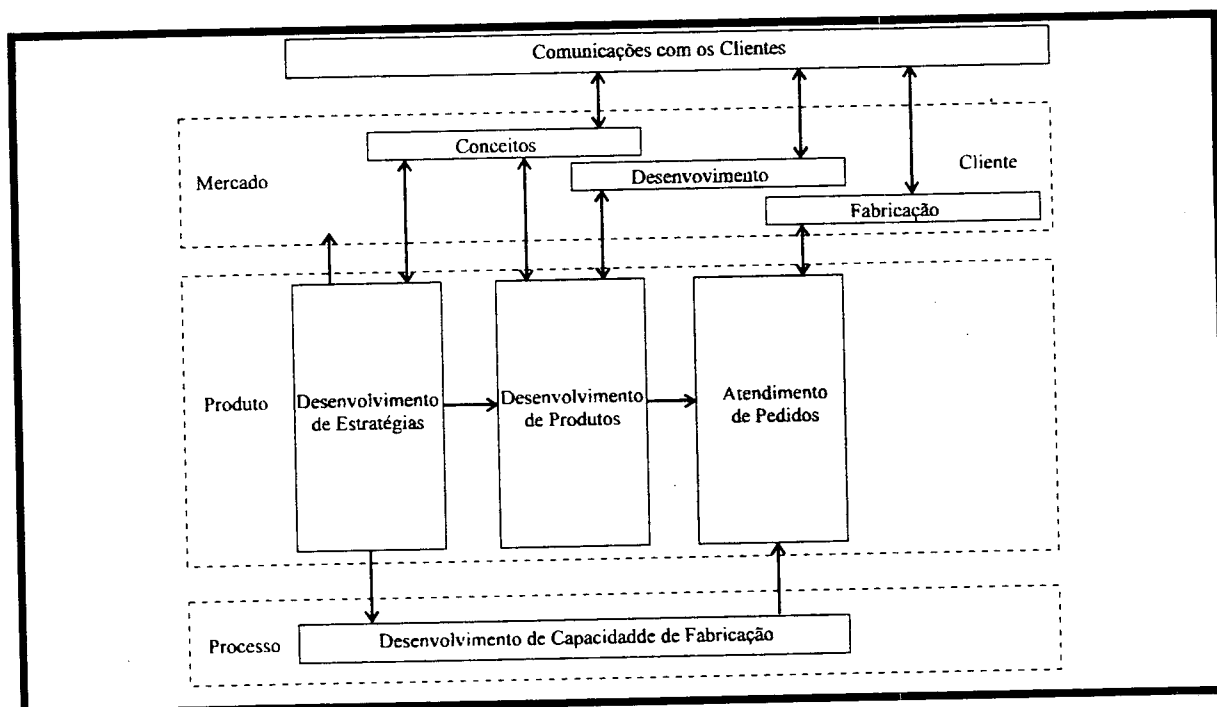 Comunicações com os Clientes
Conceitos
Desenvovimento
Cliente
Mercado
Fabricação
Produto
Desenvolvimento
de Estratégias
Desenvolvimento
de Produtos
Atendimento
de Pedidos
Processo
Desenvolvimento de Capacidadde de Fabricação